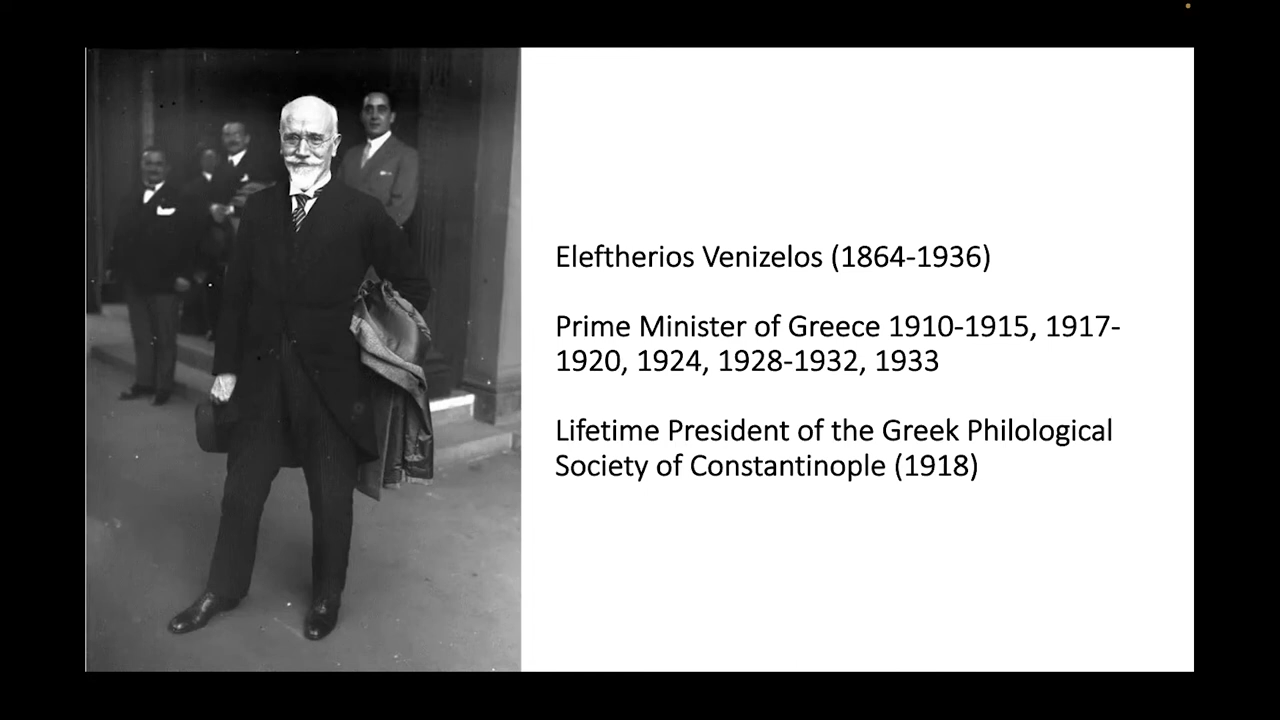 Eleftherios Venizelos (1864-1936)
Prime Minister of Greece 1910-1915, 1917-
1920, 1924, 1928-1932, 1933
Lifetime President of the Greek Philological
Society of Constantinople (1918)